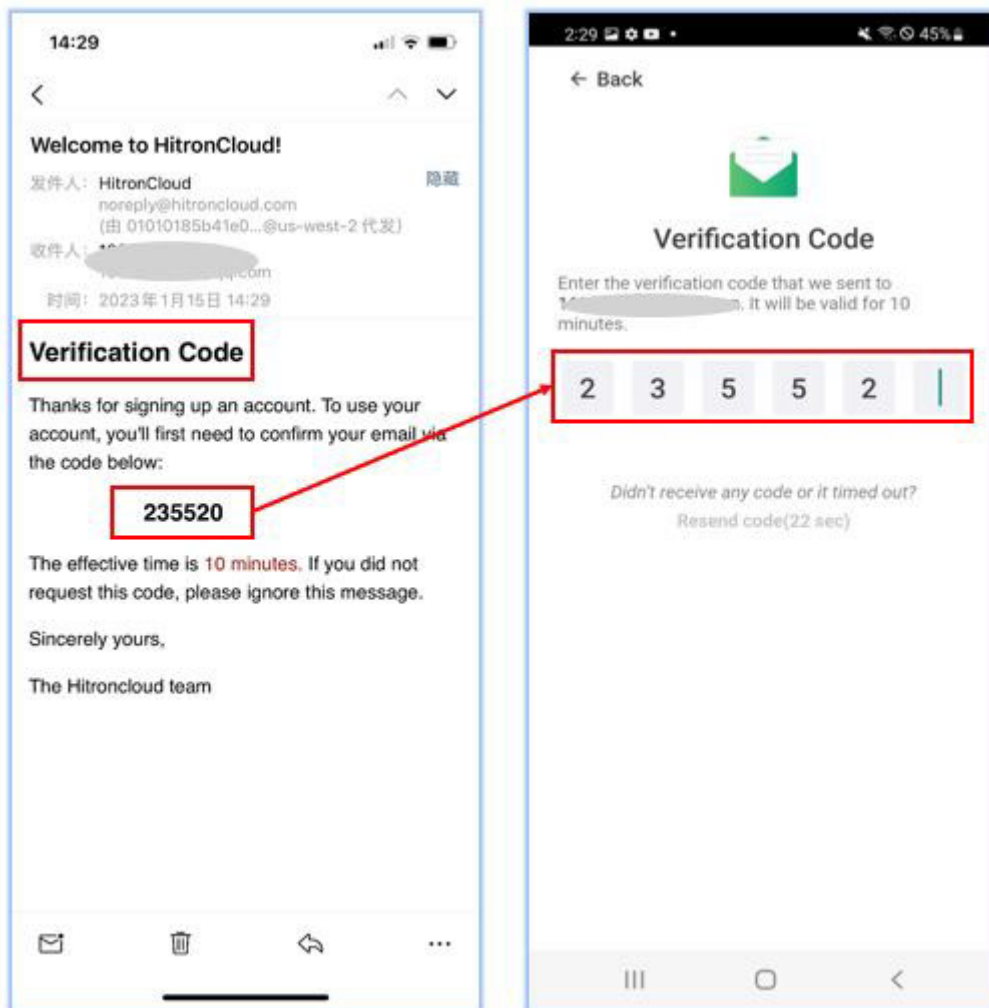 14:29
Welcome to HitronCloud!
发件人： HitronCloud 隐藏
noreply@hitroncloud.com
(由 01010185b41e0...@us-west-2 代发)
收件人：
时间： 2023年1月15日 14:29
Verification Code
Thanks for signing up an account. To use your
account, you'll first need to confirm your email via
the code below:
235520
The effective time is 10 minutes. If you did not
request this code, please ignore this message.
Sincerely yours,
The Hitroncloud team
2:29 45%
← Back
Verification Code
Enter the verification code that we sent to
. It will be valid for 10
minutes.
2 3 5 5 2
Didn't receive any code or it timed out?
Resend code(22 sec)